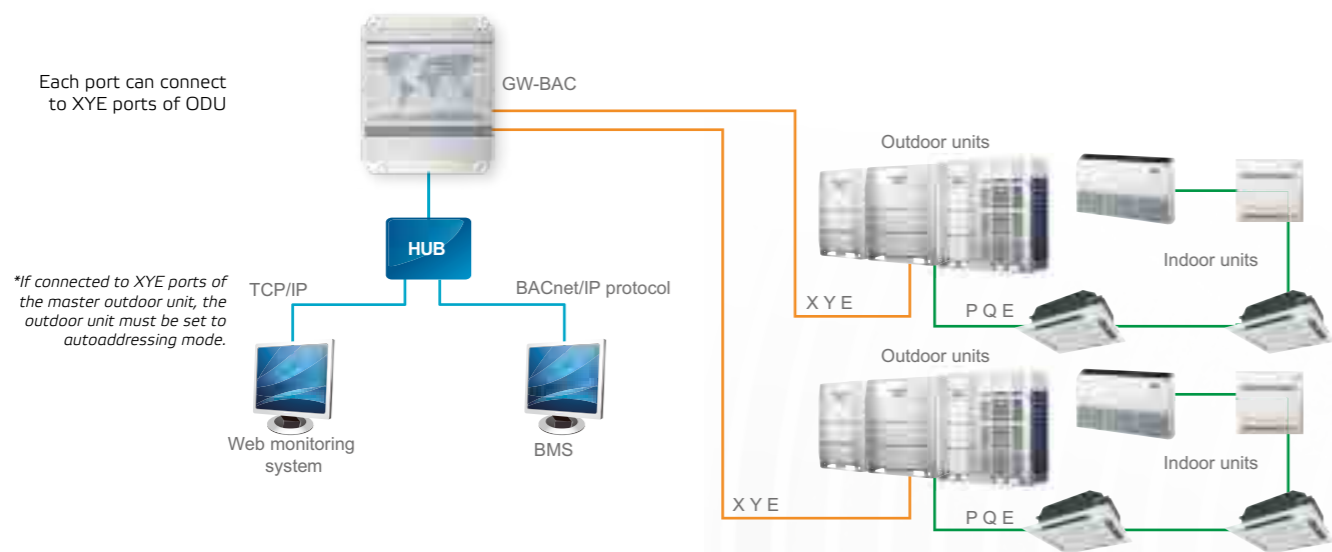 Each port can connect
to XYE ports of ODU
GW-BAC
HUB
*If connected to XYE ports of
the master outdoor unit, the
outdoor unit must be set to
autoaddressing mode.
TCP/IP
BACnet/IP protocol
Web monitoring
system
BMS
Outdoor units
Indoor units
X Y E
P Q E
Outdoor units
Indoor units
X Y E
P Q E